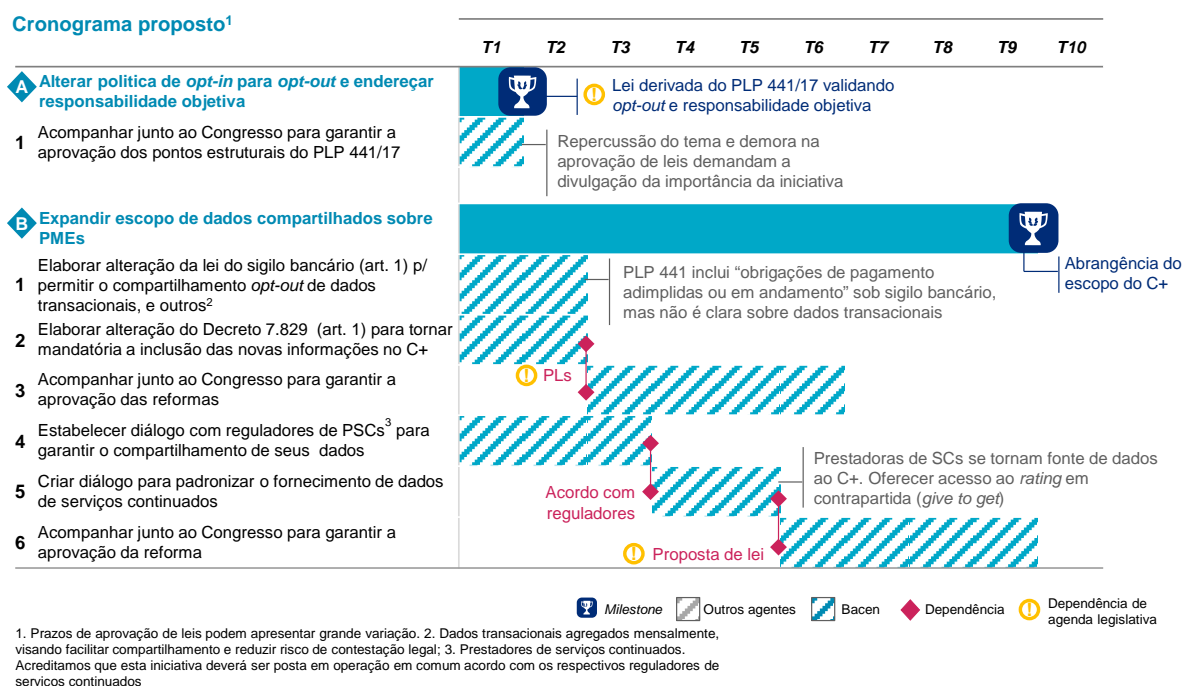 Cronograma proposto1
T1 T2 T3 T4 T5 T6 T7 T8 T9 T10
A Alterar politica de opt-in para opt-out e endereçar
responsabilidade objetiva
Lei derivada do PLP 441/17 validando
opt-out e responsabilidade objetiva
1 Acompanhar junto ao Congresso para garantir a
aprovação dos pontos estruturais do PLP 441/17
Repercussão do tema e demora na
aprovação de leis demandam a
divulgação da importância da iniciativa
B Expandir escopo de dados compartilhados sobre
PMEs
Abrangência do
escopo do C+
1 Elaborar alteração da lei do sigilo bancário (art. 1) p/
permitir o compartilhamento opt-out de dados
transacionais, e outros2
PLP 441 inclui “obrigações de pagamento
adimplidas ou em andamento” sob sigilo bancário,
mas não é clara sobre dados transacionais
2 Elaborar alteração do Decreto 7.829 (art. 1) para tornar
mandatória a inclusão das novas informações no C+
PLs
3 Acompanhar junto ao Congresso para garantir a
aprovação das reformas
4 Estabelecer diálogo com reguladores de PSCs3 para
garantir o compartilhamento de seus dados
Acordo com
reguladores
Prestadoras de SCs se tornam fonte de dados
ao C+. Oferecer acesso ao rating em
contrapartida (give to get)
5 Criar diálogo para padronizar o fornecimento de dados
de serviços continuados
6 Acompanhar junto ao Congresso para garantir a
aprovação da reforma
Proposta de lei
Milestone Outros agentes Bacen Dependência Dependência de
agenda legislativa
1. Prazos de aprovação de leis podem apresentar grande variação. 2. Dados transacionais agregados mensalmente,
visando facilitar compartilhamento e reduzir risco de contestação legal; 3. Prestadores de serviços continuados.
Acreditamos que esta iniciativa deverá ser posta em operação em comum acordo com os respectivos reguladores de
serviços continuados